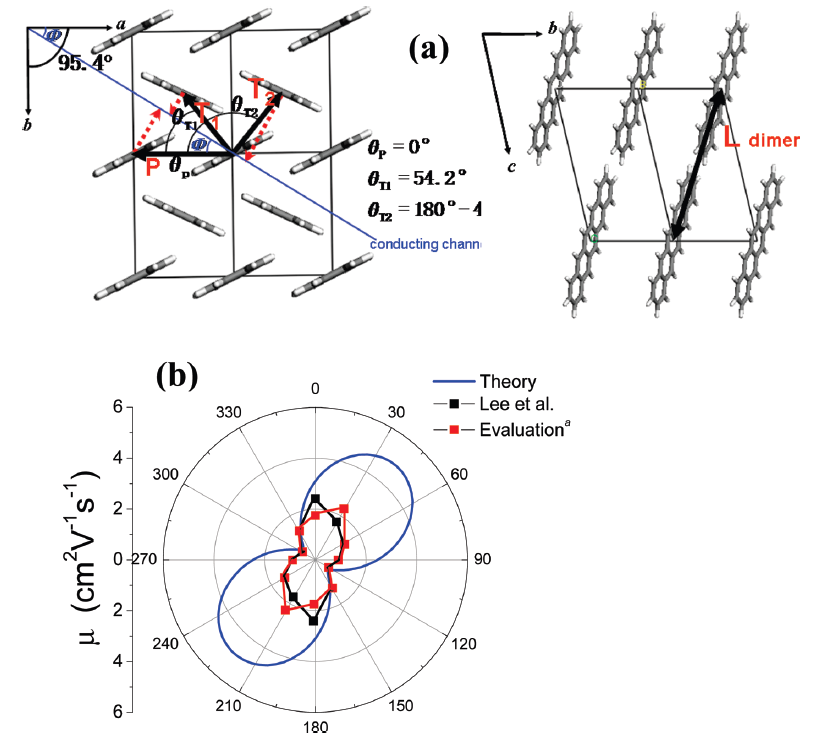 a
Φ
95.4°
b
(a)
T1
T2
θT1
θT2
Φ
P
θP
θP = 0°
θT1 = 54.2°
θT2 = 180° − 4
conducting chann
b
c
L dimer
(b)
Theory
Lee et al.
Evaluationᵃ
μ (cm²V⁻¹s⁻¹)
6
4
2
0
2
4
6
0
30
60
90
120
150
180
210
240
270
300
330